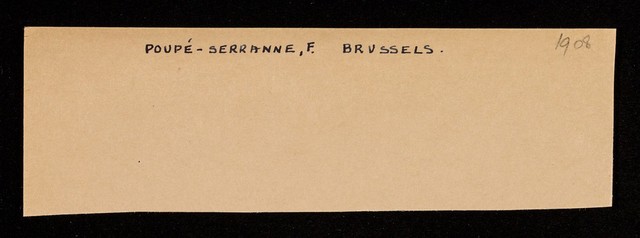 POUPÉ-SERRANNE, F. BRUSSELS. 1908